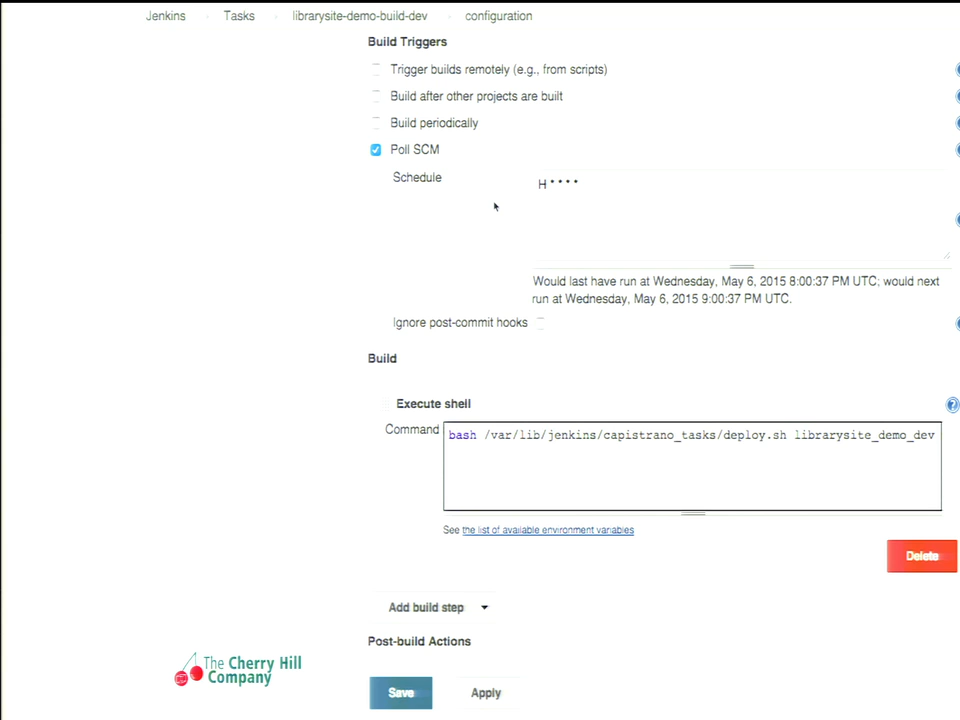 Jenkins Tasks librarysite-demo-build-dev configuration
Build Triggers
Trigger builds remotely (e.g., from scripts)
Build after other projects are built
Build periodically
Poll SCM
Schedule
H * * * *
Would last have run at Wednesday, May 6, 2015 8:00:37 PM UTC; would next
run at Wednesday, May 6, 2015 9:00:37 PM UTC.
Ignore post-commit hooks
Build
Execute shell
?
Command
bash /var/lib/jenkins/capistrano_tasks/deploy.sh librarysite_demo_dev
See the list of available environment variables
Delete
Add build step
Post-build Actions
The Cherry Hill
Company
Save Apply